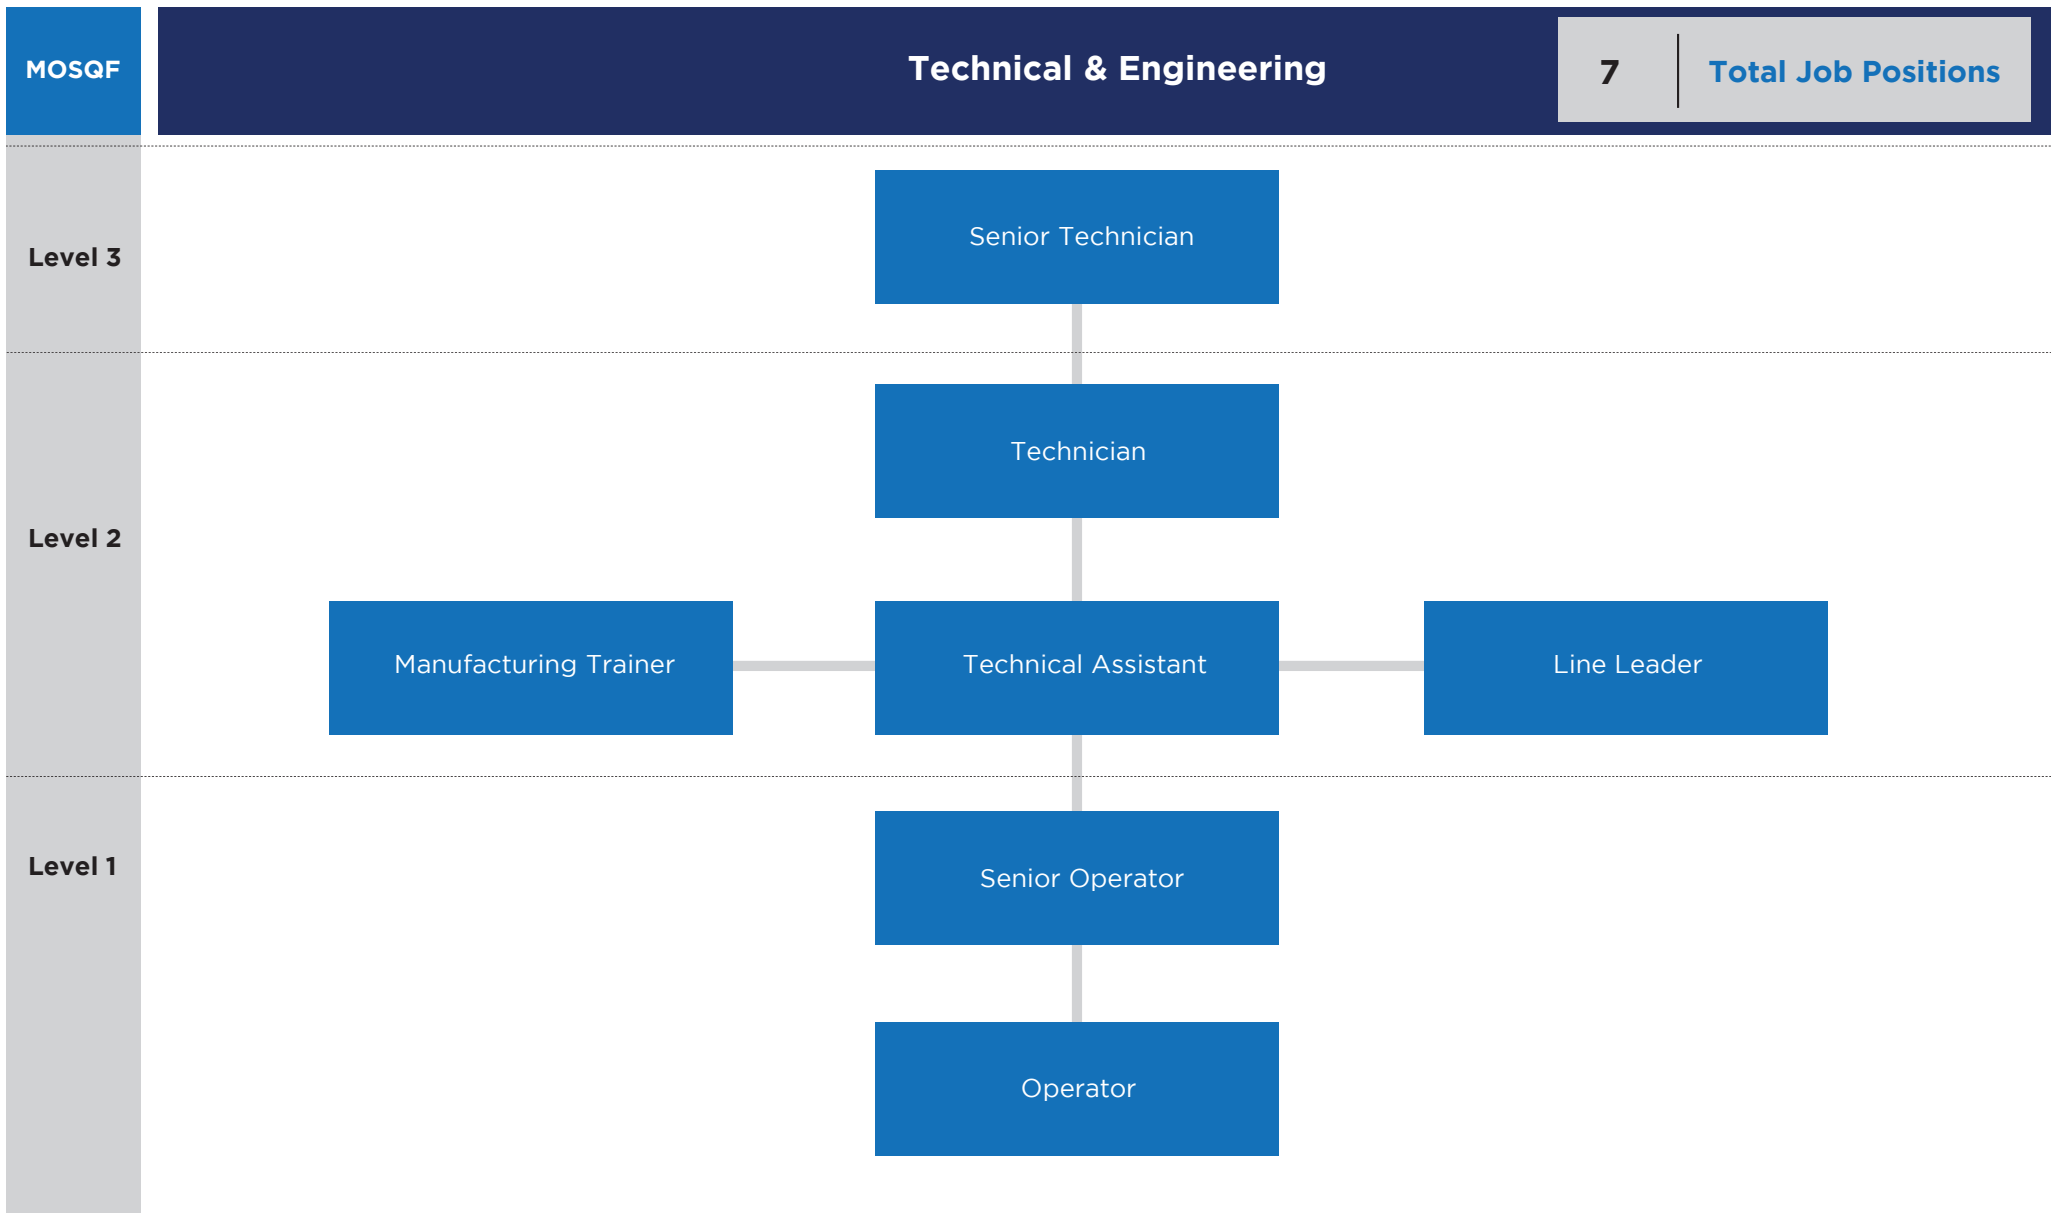 MOSQF
Technical & Engineering
7
Total Job Positions
Level 3
Senior Technician
Level 2
Technician
Manufacturing Trainer
Technical Assistant
Line Leader
Level 1
Senior Operator
Operator